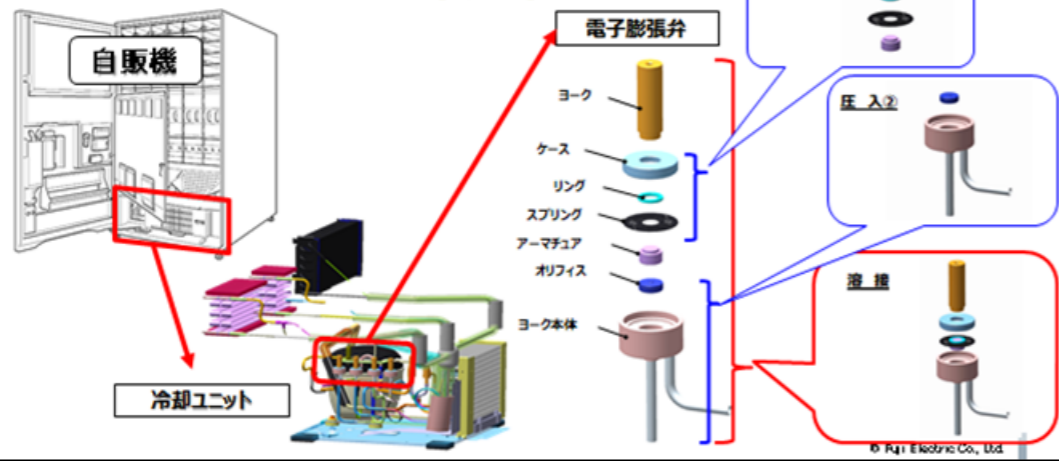 自販機
冷却ユニット
電子膨張弁
ヨーク
ケース
リング
スプリング
アーマチュア
オリフィス
ヨーク本体
圧 入②
溶 接
© Fuji Electric Co., Ltd.